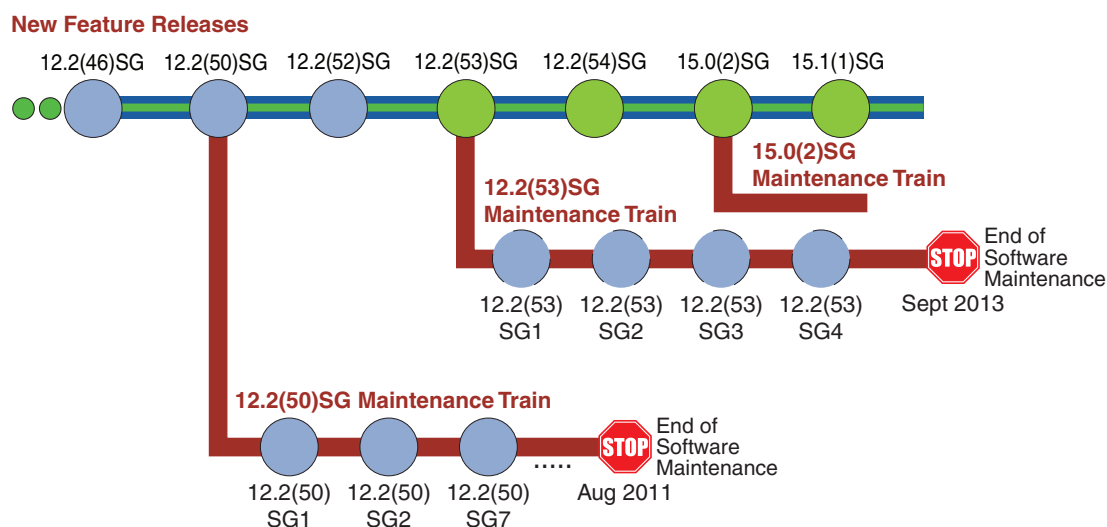 New Feature Releases
12.2(46)SG 12.2(50)SG 12.2(52)SG 12.2(53)SG 12.2(54)SG 15.0(2)SG 15.1(1)SG
15.0(2)SG
Maintenance Train
12.2(53)SG
Maintenance Train
STOP
End of
Software
Maintenance
12.2(53) 12.2(53) 12.2(53) 12.2(53)
SG1 SG2 SG3 SG4
Sept 2013
12.2(50)SG Maintenance Train
STOP
End of
Software
Maintenance
.....
12.2(50) 12.2(50) 12.2(50)
SG1 SG2 SG7
Aug 2011